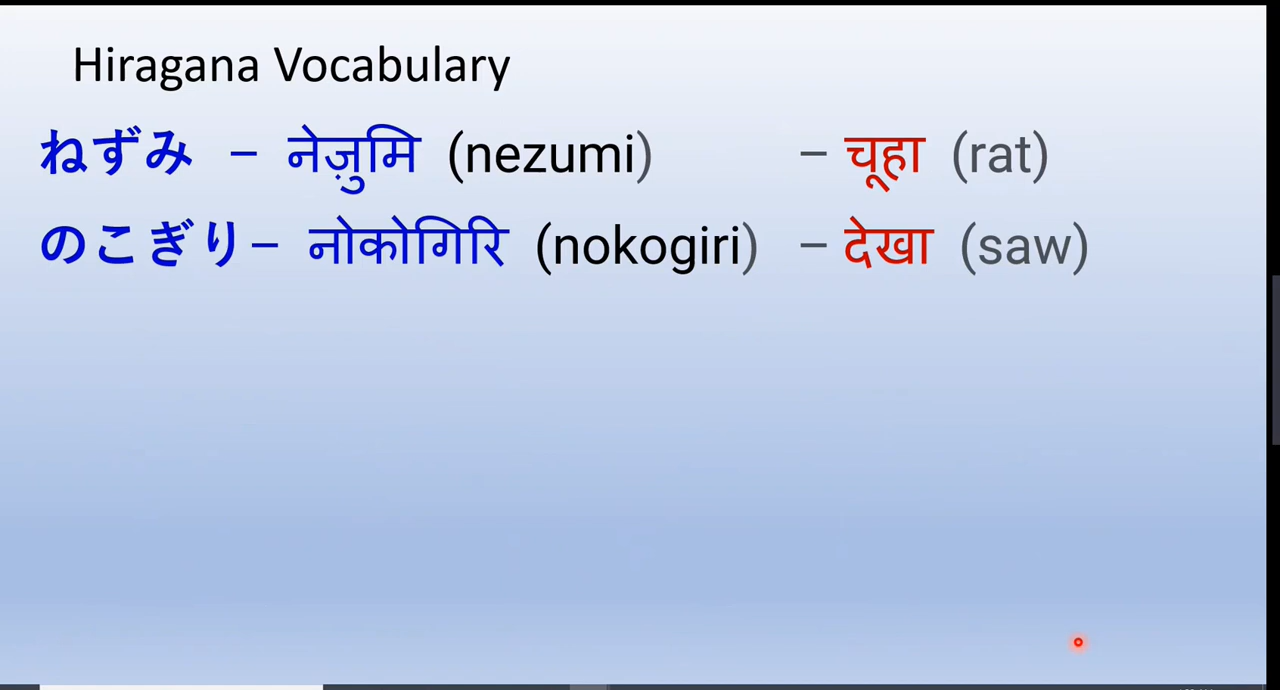 Hiragana Vocabulary
ねずみ – नेज़ुमि (nezumi) – चूहा (rat)
のこぎり – नोकोगिरि (nokogiri) – देखा (saw)